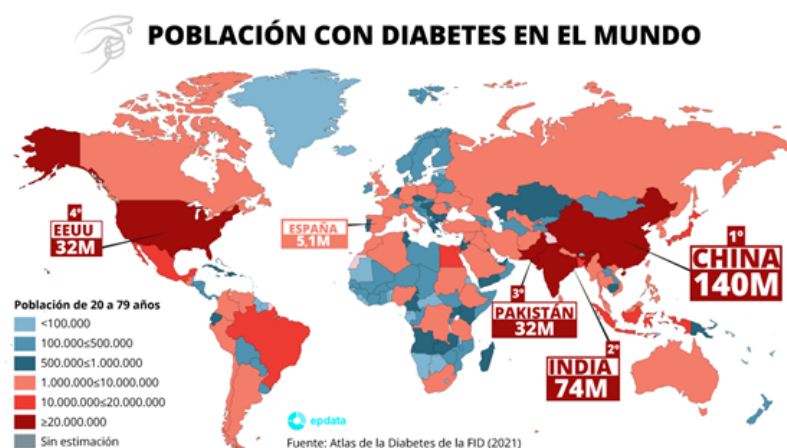 POBLACIÓN CON DIABETES EN EL MUNDO
4º
EEUU
32M
ESPAÑA
5,1M
1º
CHINA
140M
3º
PAKISTÁN
32M
2º
INDIA
74M
Población de 20 a 79 años
<100.000
100.000≤500.000
500.000≤1.000.000
1.000.000≤10.000.000
10.000.000≤20.000.000
≥20.000.000
Sin estimación
epdata
Fuente: Atlas de la Diabetes de la FID (2021)